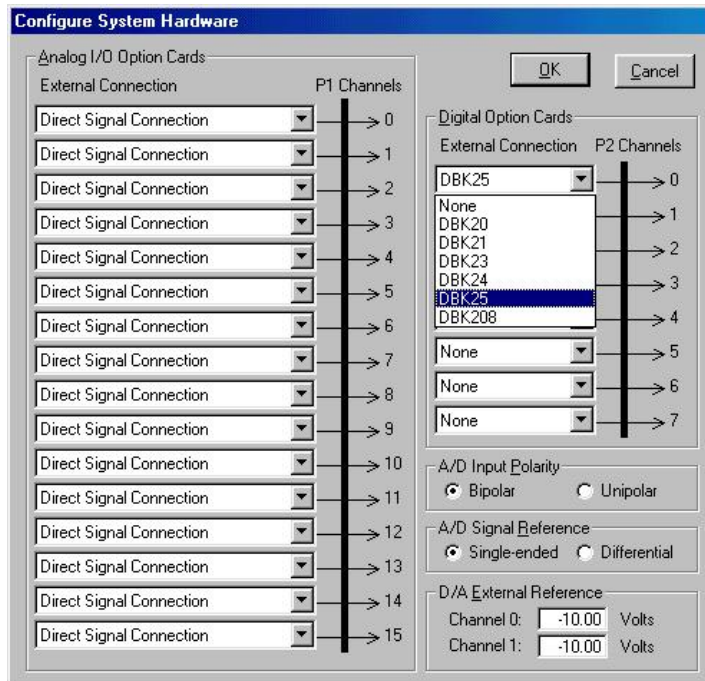 Configure System Hardware
Analog I/O Option Cards
External Connection P1 Channels
Direct Signal Connection 0
Direct Signal Connection 1
Direct Signal Connection 2
Direct Signal Connection 3
Direct Signal Connection 4
Direct Signal Connection 5
Direct Signal Connection 6
Direct Signal Connection 7
Direct Signal Connection 8
Direct Signal Connection 9
Direct Signal Connection 10
Direct Signal Connection 11
Direct Signal Connection 12
Direct Signal Connection 13
Direct Signal Connection 14
Direct Signal Connection 15
OK Cancel
Digital Option Cards
External Connection P2 Channels
DBK25 0
None 1
DBK20
DBK21 2
DBK23
DBK24 3
DBK25
DBK208 4
None 5
None 6
None 7
A/D Input Polarity
Bipolar Unipolar
A/D Signal Reference
Single-ended Differential
D/A External Reference
Channel 0: -10.00 Volts
Channel 1: -10.00 Volts